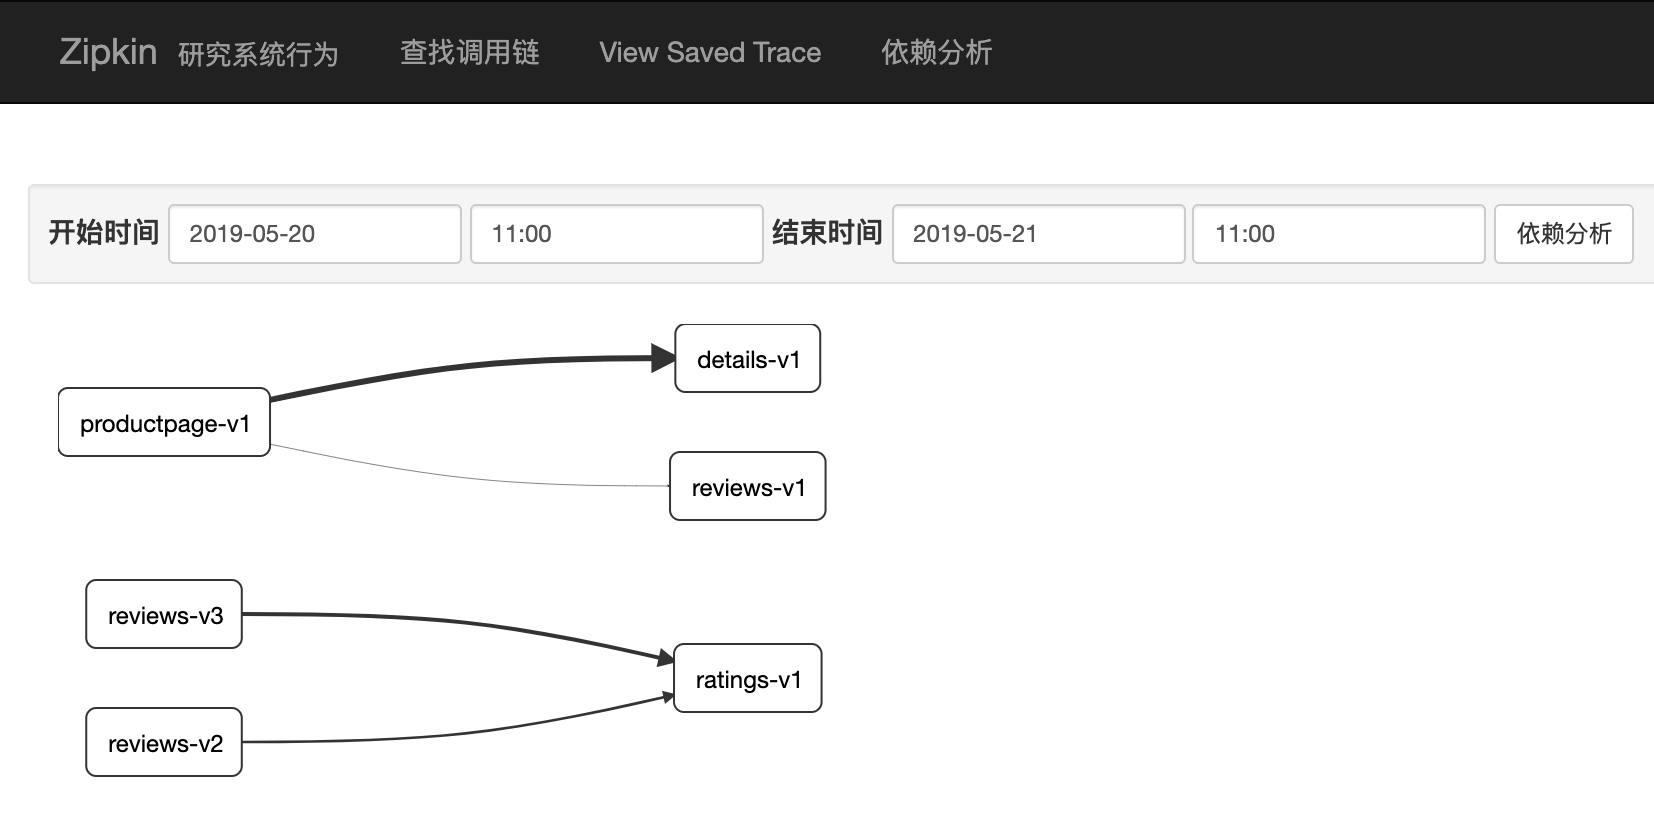 Zipkin 研究系统行为 查找调用链 View Saved Trace 依赖分析
开始时间 2019-05-20 11:00 结束时间 2019-05-21 11:00 依赖分析
details-v1
productpage-v1
reviews-v1
reviews-v3
ratings-v1
reviews-v2